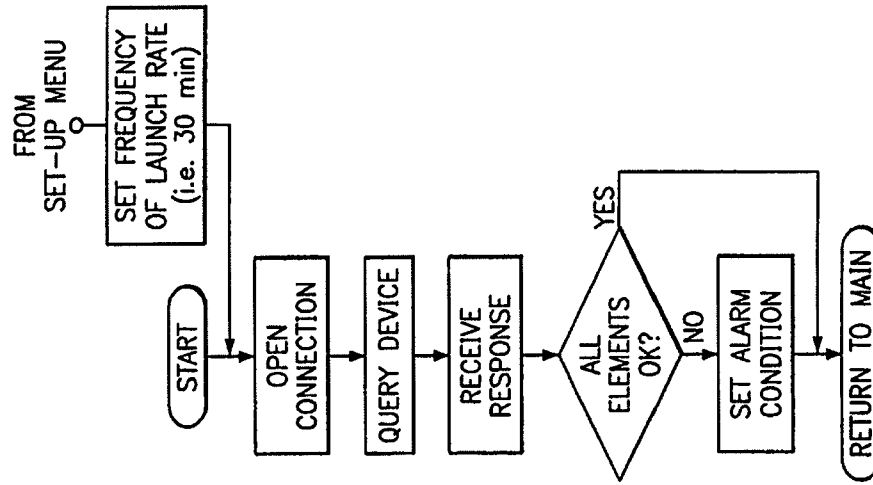 FROM
SET-UP MENU
SET FREQUENCY
OF LAUNCH RATE
(i.e. 30 min)
START
OPEN
CONNECTION
QUERY DEVICE
RECEIVE
RESPONSE
ALL
ELEMENTS
OK?
YES
NO
SET ALARM
CONDITION
RETURN TO MAIN